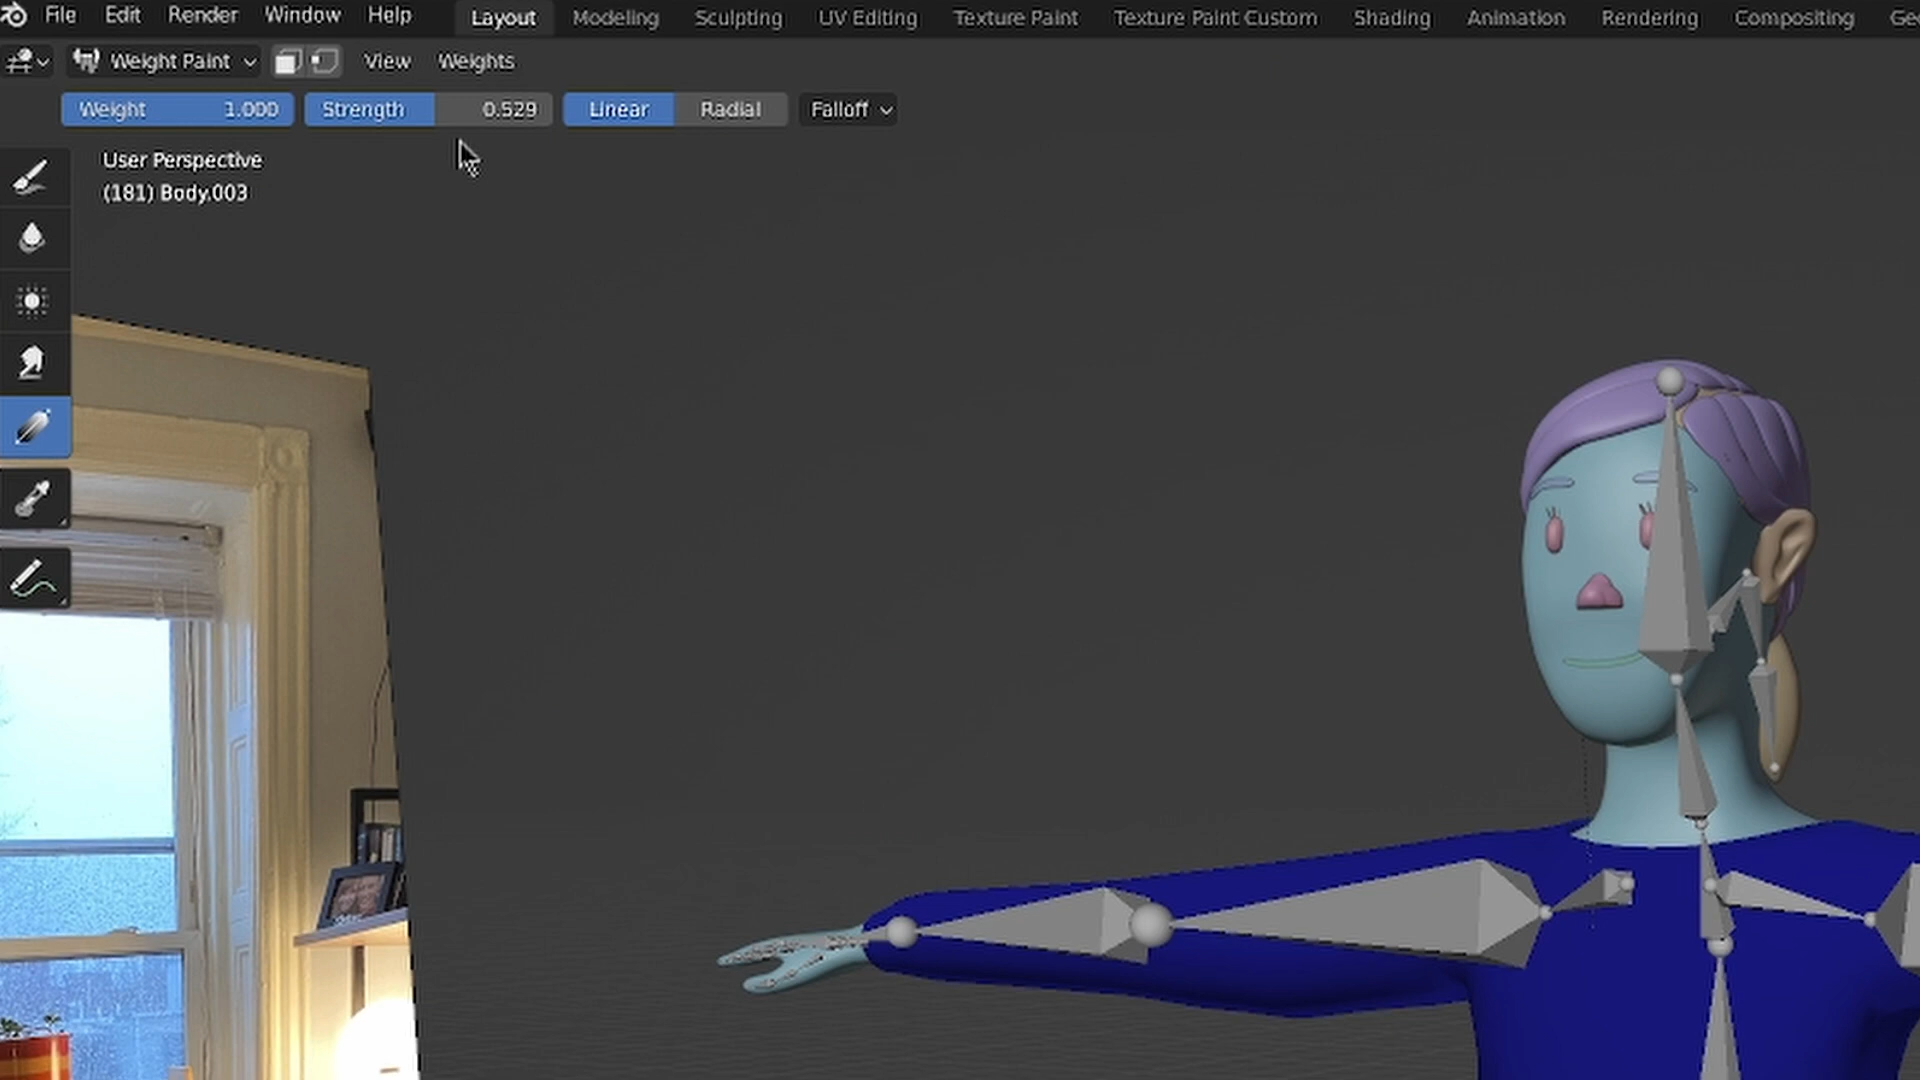 File Edit Render Window Help Layout Modeling Sculpting UV Editing Texture Paint Texture Paint Custom Shading Animation Rendering Compositing
Weight Paint View Weights
Weight 1.000 Strength 0.529 Linear Radial Falloff
User Perspective
(181) Body.003